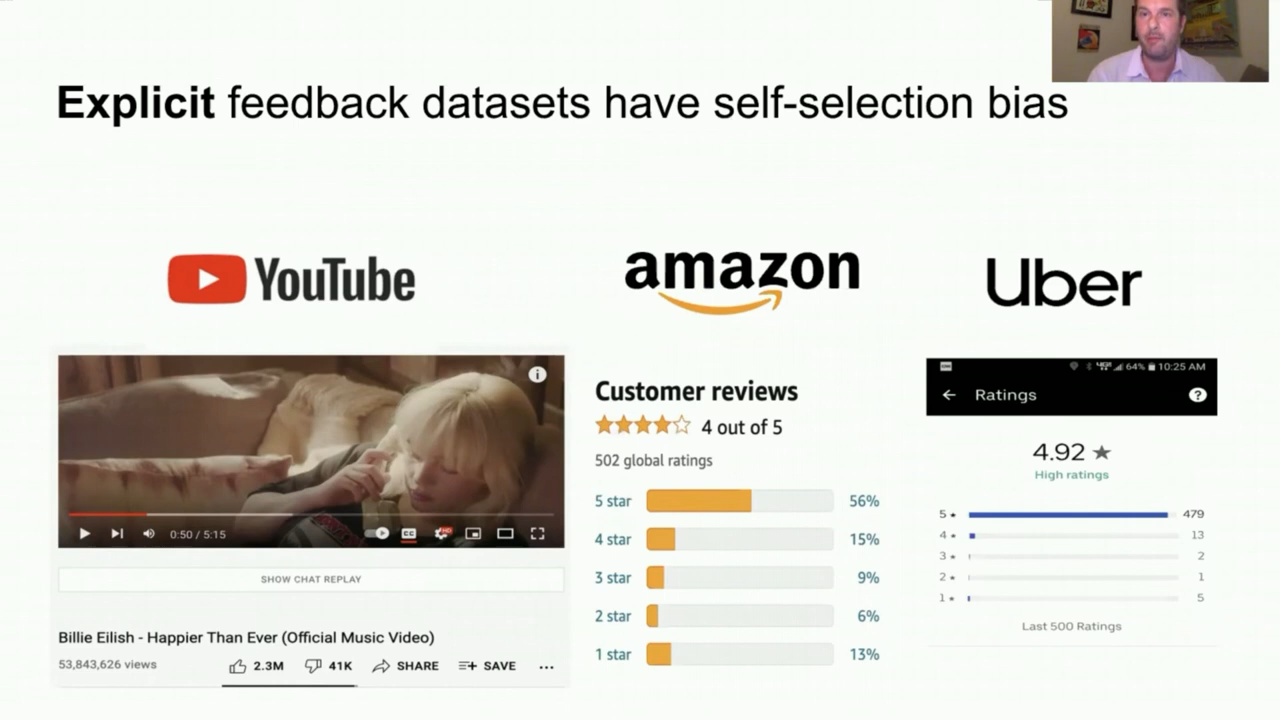 Explicit feedback datasets have self-selection bias
YouTube
0:50 / 5:15
CC
HD
SHOW CHAT REPLAY
Billie Eilish - Happier Than Ever (Official Music Video)
53,843,626 views
2.3M
41K
SHARE
SAVE
amazon
Customer reviews
4 out of 5
502 global ratings
5 star 56%
4 star 15%
3 star 9%
2 star 6%
1 star 13%
Uber
64% 10:25 AM
Ratings
4.92
High ratings
5 479
4 13
3 2
2 1
1 5
Last 500 Ratings